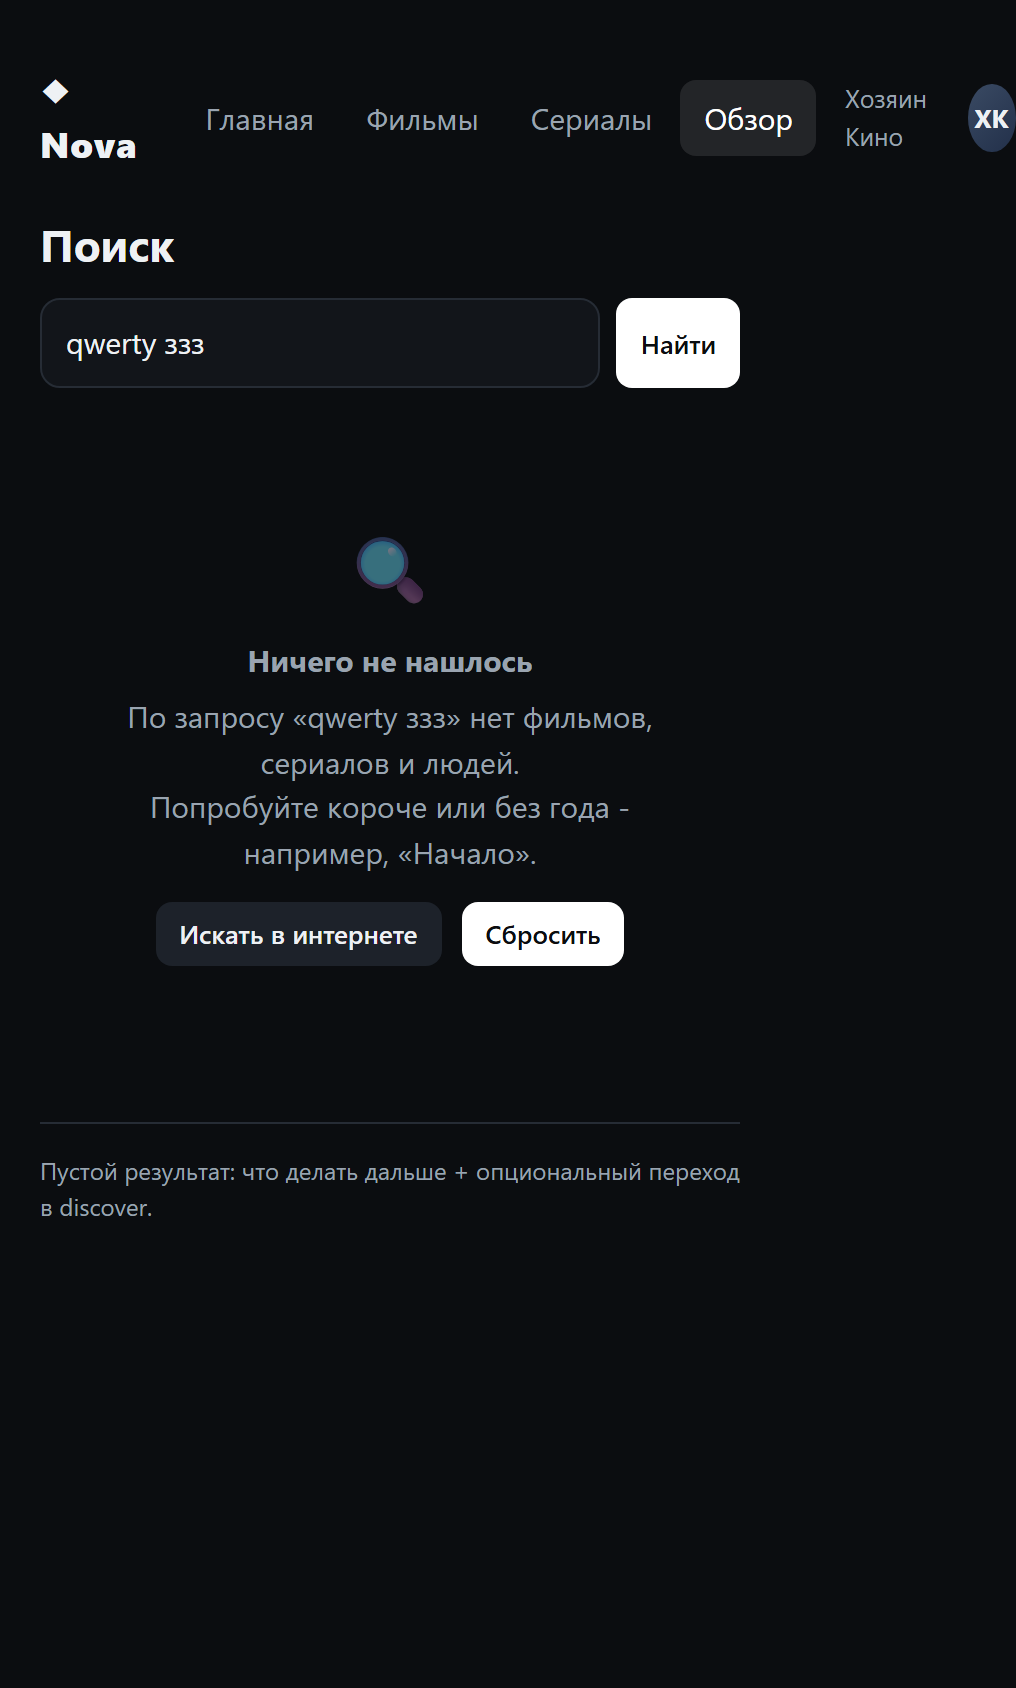 ◆
Nova
Главная Фильмы Сериалы Обзор
Хозяин
Кино
ХК
Поиск
qwerty ззз
Найти
Ничего не нашлось
По запросу «qwerty ззз» нет фильмов,
сериалов и людей.
Попробуйте короче или без года -
например, «Начало».
Искать в интернете Сбросить
Пустой результат: что делать дальше + опциональный переход
в discover.